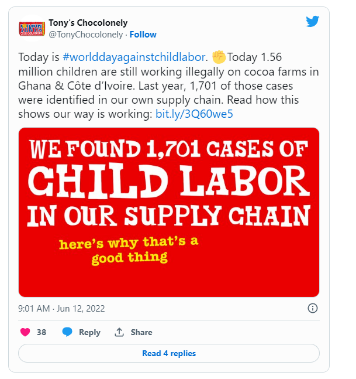 Tony's Chocolonely
@TonyChocolonely · Follow
Today is #worlddayagainstchildlabor. ✊Today 1.56
million children are still working illegally on cocoa farms in
Ghana & Côte d'Ivoire. Last year, 1,701 of those cases
were identified in our own supply chain. Read how this
shows our way is working: bit.ly/3Q60we5
WE FOUND 1,701 CASES OF
CHILD LABOR
IN OUR SUPPLY CHAIN
here's why that's a
good thing
9:01 AM · Jun 12, 2022
38 Reply Share
Read 4 replies